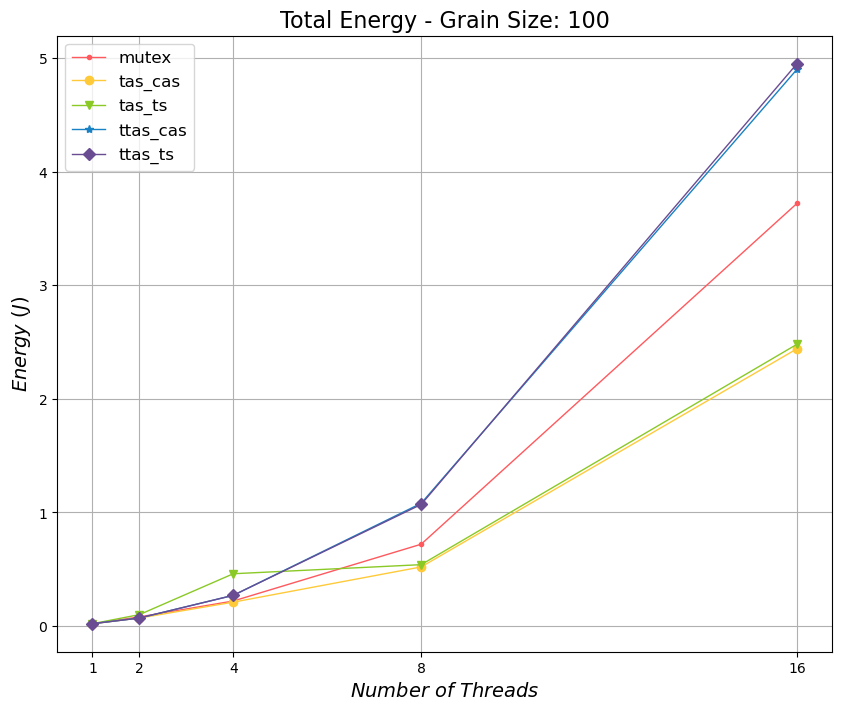 Total Energy - Grain Size: 100
mutex
tas_cas
tas_ts
ttas_cas
ttas_ts
Energy (J)
5
4
3
2
1
0
1 2 4 8 16
Number of Threads